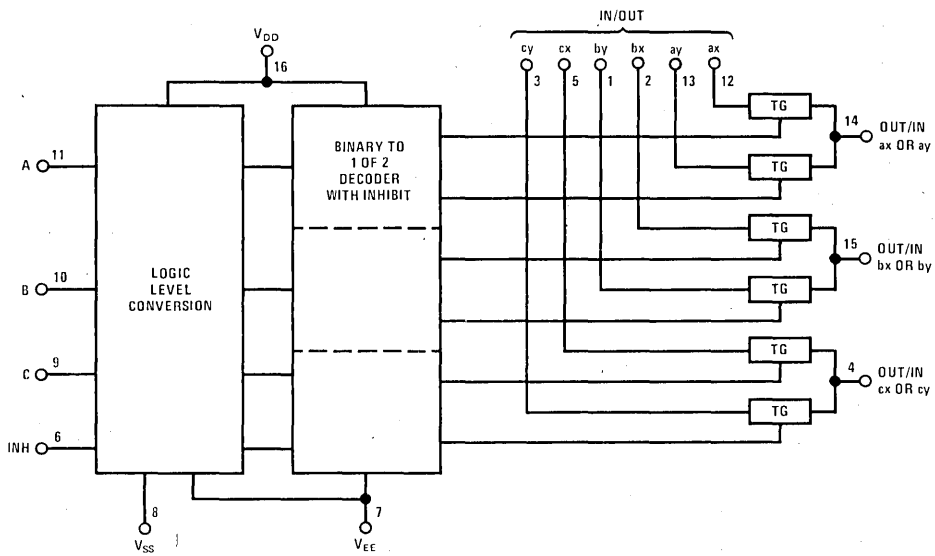 IN/OUT
V_DD
cy cx by bx ay ax
16
3 5 1 2 13 12
TG
14
OUT/IN
ax OR ay
11
A
BINARY TO
1 OF 2
DECODER
WITH INHIBIT
TG
TG
15
OUT/IN
bx OR by
10
B
LOGIC
LEVEL
CONVERSION
TG
TG
9
C
4
OUT/IN
cx OR cy
TG
6
INH
8
7
V_SS
V_EE